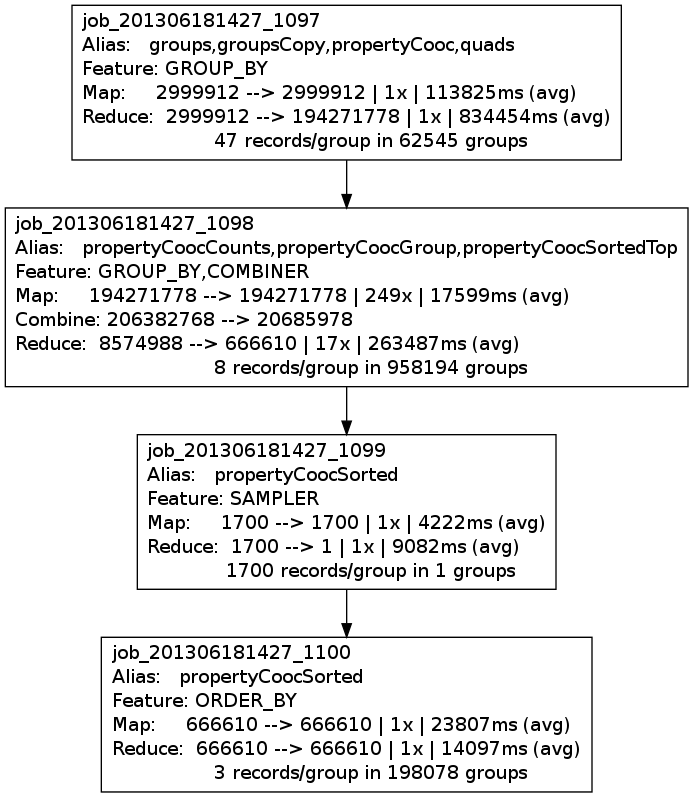 job_201306181427_1097
Alias: groups,groupsCopy,propertyCooc,quads
Feature: GROUP_BY
Map: 2999912 --> 2999912 | 1x | 113825ms (avg)
Reduce: 2999912 --> 194271778 | 1x | 834454ms (avg)
47 records/group in 62545 groups
job_201306181427_1098
Alias: propertyCoocCounts,propertyCoocGroup,propertyCoocSortedTop
Feature: GROUP_BY,COMBINER
Map: 194271778 --> 194271778 | 249x | 17599ms (avg)
Combine: 206382768 --> 20685978
Reduce: 8574988 --> 666610 | 17x | 263487ms (avg)
8 records/group in 958194 groups
job_201306181427_1099
Alias: propertyCoocSorted
Feature: SAMPLER
Map: 1700 --> 1700 | 1x | 4222ms (avg)
Reduce: 1700 --> 1 | 1x | 9082ms (avg)
1700 records/group in 1 groups
job_201306181427_1100
Alias: propertyCoocSorted
Feature: ORDER_BY
Map: 666610 --> 666610 | 1x | 23807ms (avg)
Reduce: 666610 --> 666610 | 1x | 14097ms (avg)
3 records/group in 198078 groups